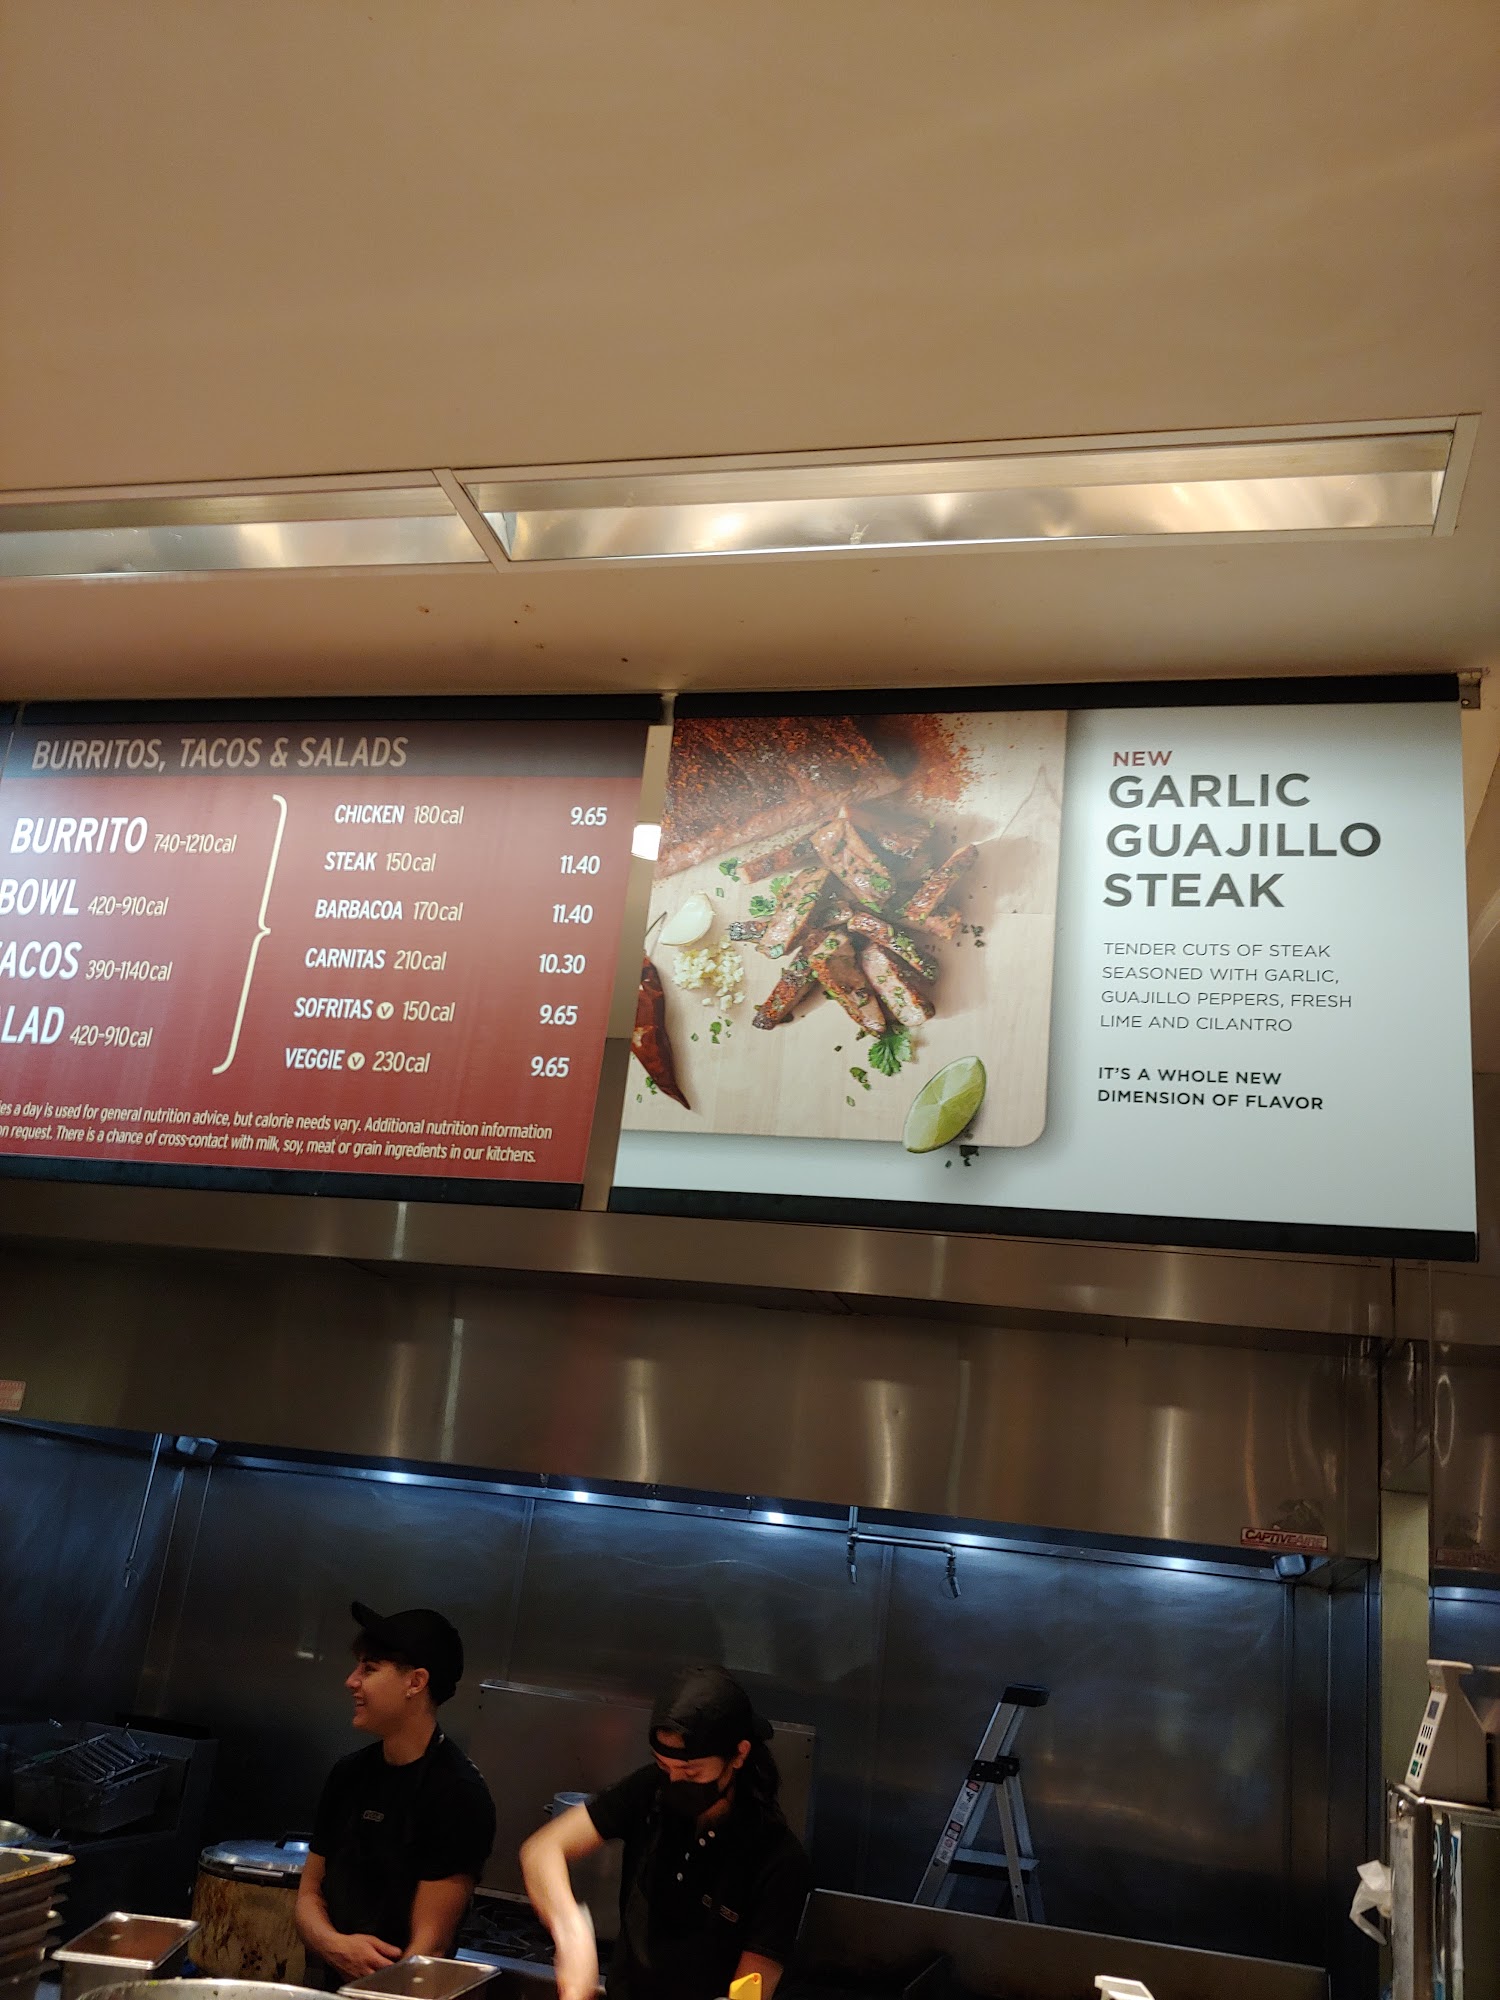 BURRITOS, TACOS & SALADS
BURRITO 740-1210cal
BOWL 420-910cal
ACOS 390-1140cal
LAD 420-910cal
CHICKEN 180cal 9.65
STEAK 150cal 11.40
BARBACOA 170cal 11.40
CARNITAS 210cal 10.30
SOFRITAS V 150cal 9.65
VEGGIE V 230cal 9.65
es a day is used for general nutrition advice, but calorie needs vary. Additional nutrition information
n request. There is a chance of cross-contact with milk, soy, meat or grain ingredients in our kitchens.
NEW
GARLIC
GUAJILLO
STEAK
TENDER CUTS OF STEAK
SEASONED WITH GARLIC,
GUAJILLO PEPPERS, FRESH
LIME AND CILANTRO
IT'S A WHOLE NEW
DIMENSION OF FLAVOR
CAPTIVEAIRE